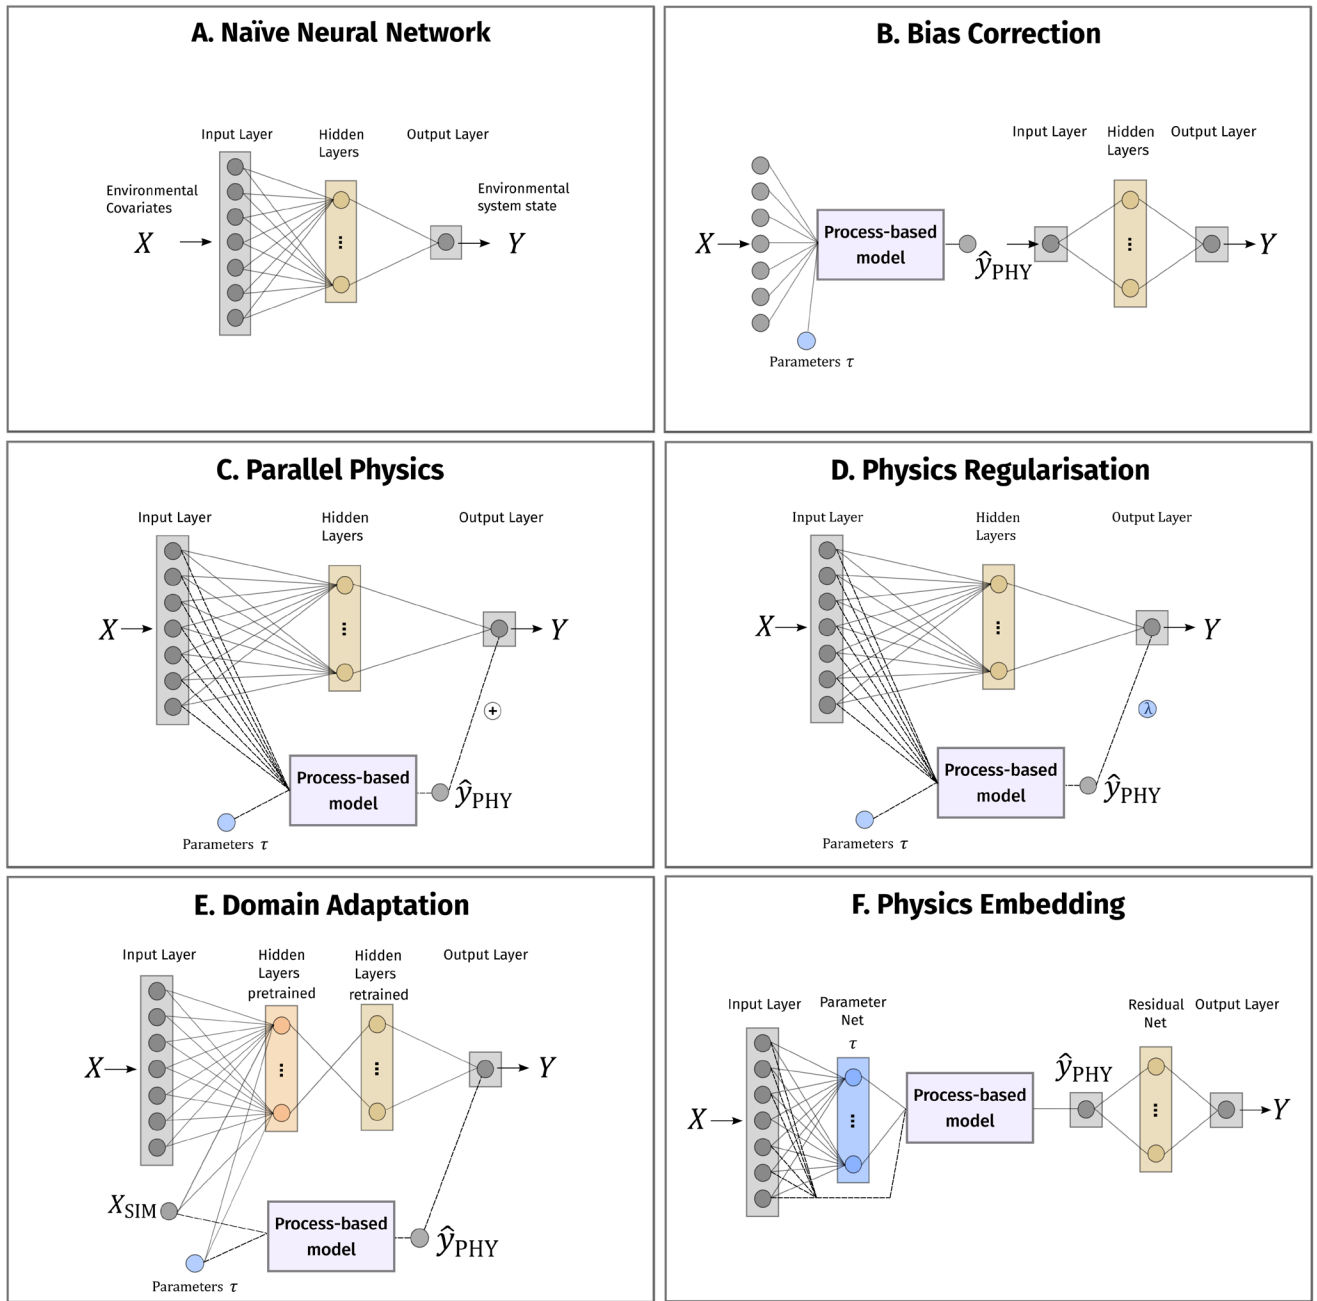 A. Naïve Neural Network
Input Layer
Hidden
Layers
Output Layer
Environmental
Covariates
Environmental
system state
X
Y
...
B. Bias Correction
Input Layer
Hidden
Layers
Output Layer
X
Process-based
model
ŷPHY
...
Y
Parameters τ
C. Parallel Physics
Input Layer
Hidden
Layers
Output Layer
X
...
Y
+
Process-based
model
ŷPHY
Parameters τ
D. Physics Regularisation
Input Layer
Hidden
Layers
Output Layer
X
...
Y
λ
Process-based
model
ŷPHY
Parameters τ
E. Domain Adaptation
Input Layer
Hidden
Layers
pretrained
Hidden
Layers
retrained
Output Layer
X
...
...
Y
XSIM
Process-based
model
ŷPHY
Parameters τ
F. Physics Embedding
Input Layer
Parameter
Net
τ
Residual
Net
Output Layer
X
...
Process-based
model
ŷPHY
...
Y